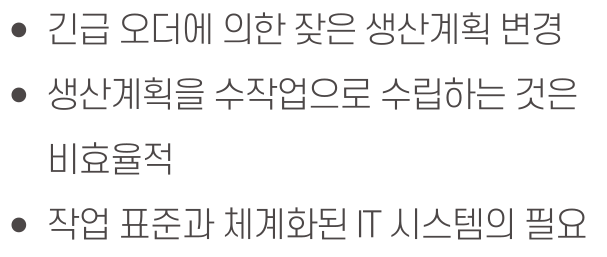 ● 긴급 오더에 의한 잦은 생산계획 변경
● 생산계획을 수작업으로 수립하는 것은
비효율적
● 작업 표준과 체계화된 IT 시스템의 필요